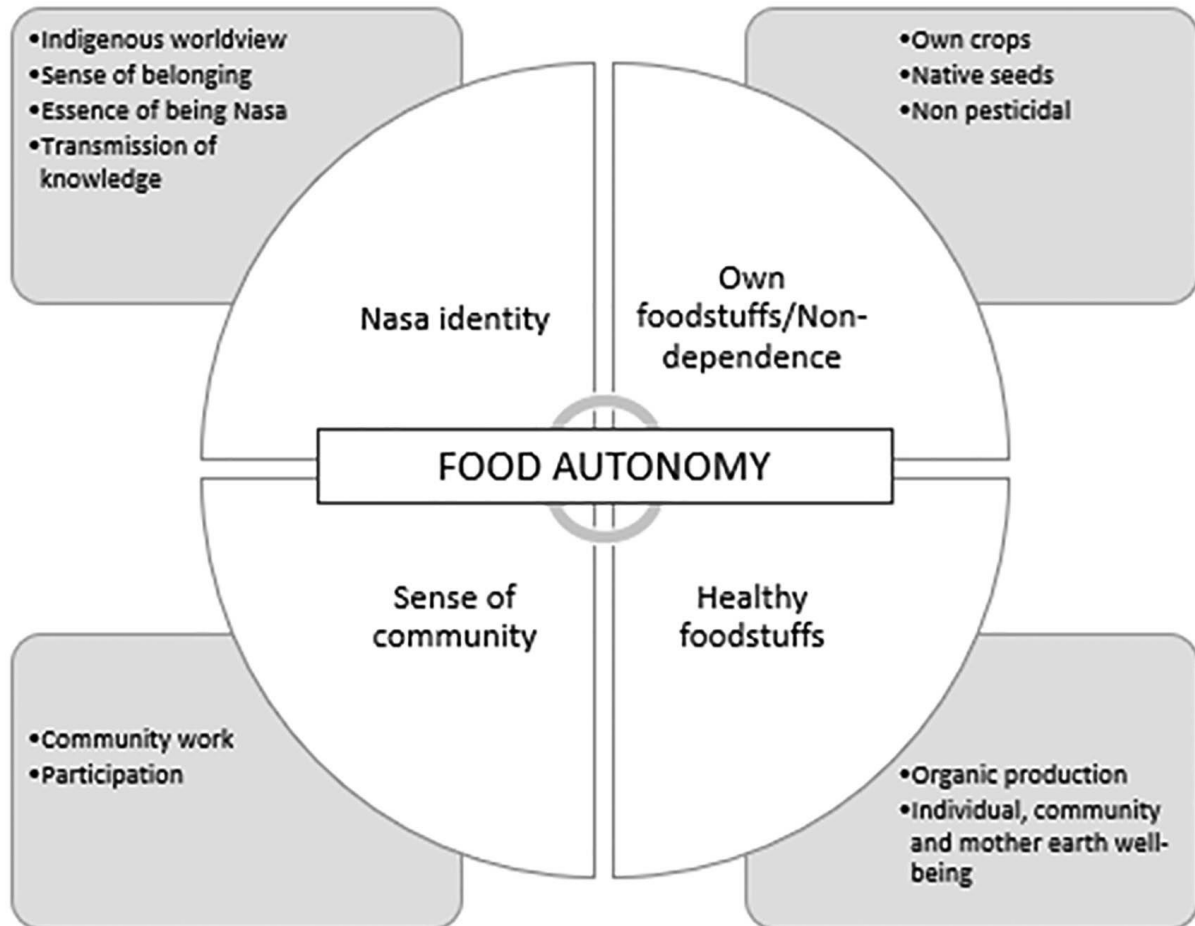 •Indigenous worldview
•Sense of belonging
•Essence of being Nasa
•Transmission of
knowledge
•Own crops
•Native seeds
•Non pesticidal
Nasa identity
Own
foodstuffs/Non-
dependence
FOOD AUTONOMY
Sense of
community
Healthy
foodstuffs
•Community work
•Participation
•Organic production
•Individual, community
and mother earth well-
being